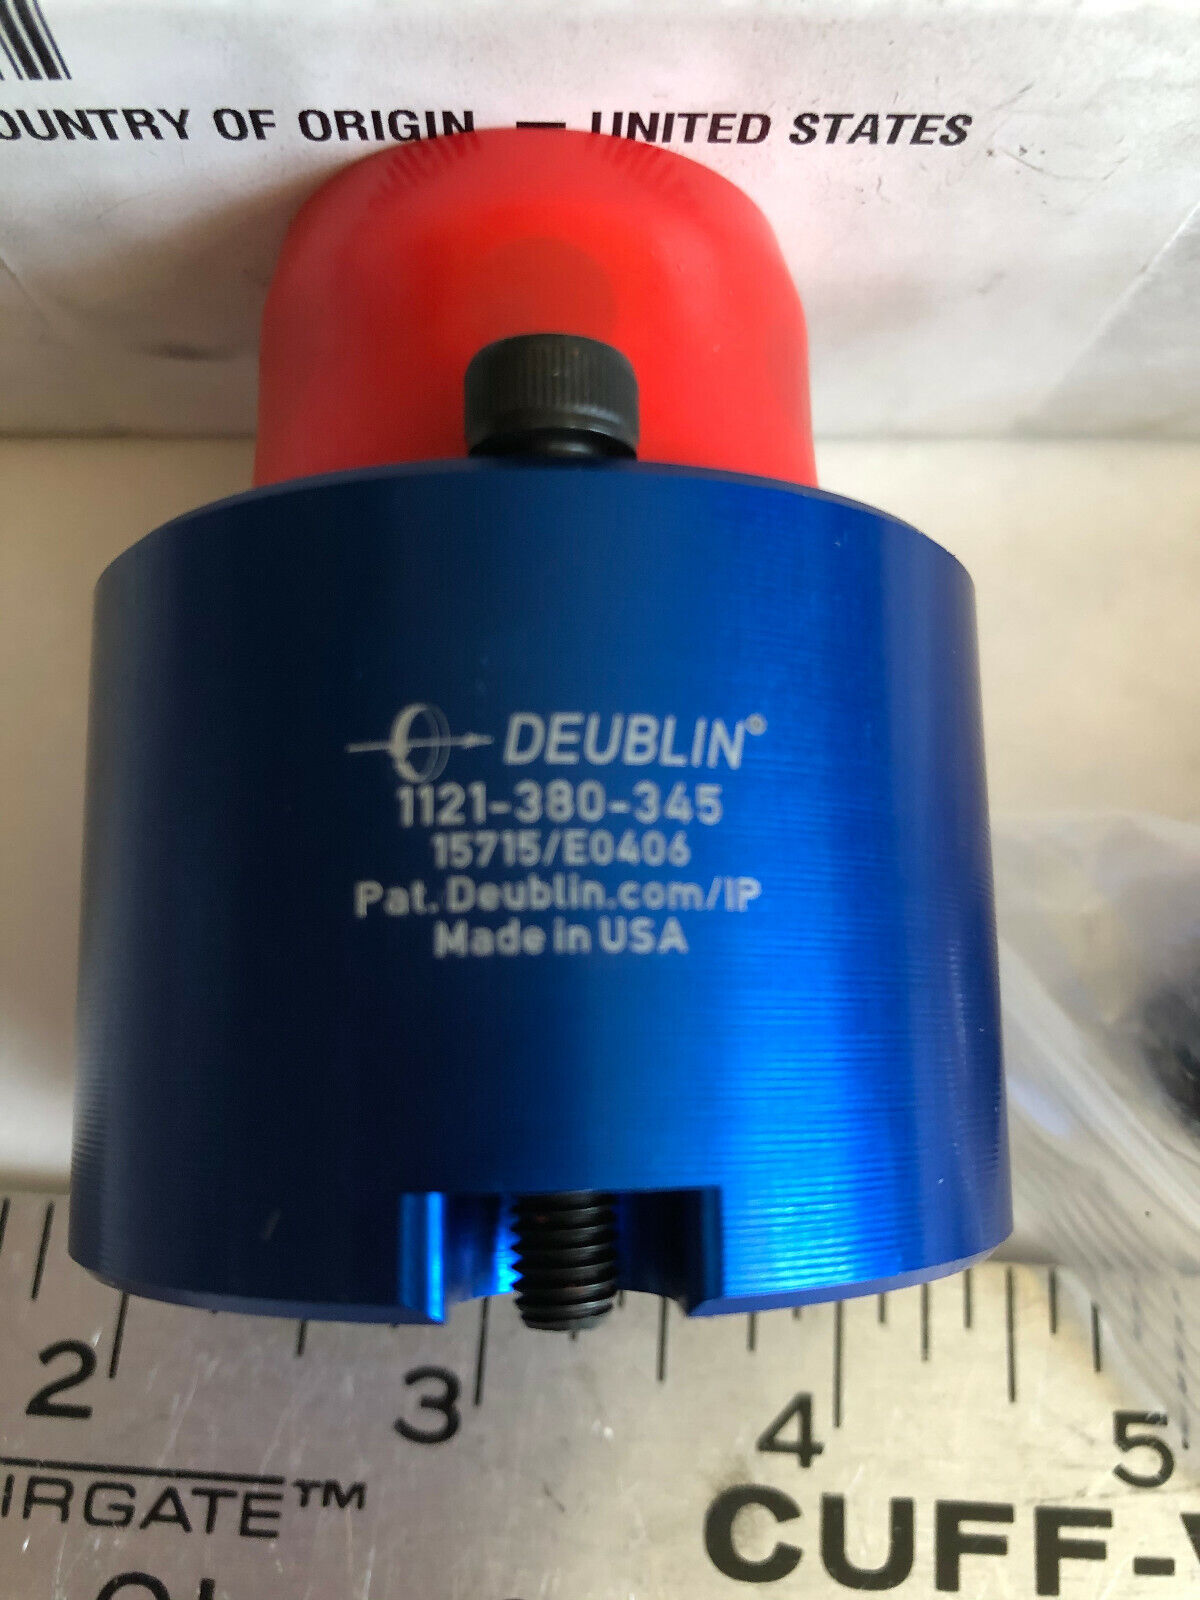 OUNTRY OF ORIGIN — UNITED STATES
DEUBLIN®
1121-380-345
15715/E0406
Pat. Deublin.com/IP
Made in USA
2 3 4 5
IRGATE™
CUFF-